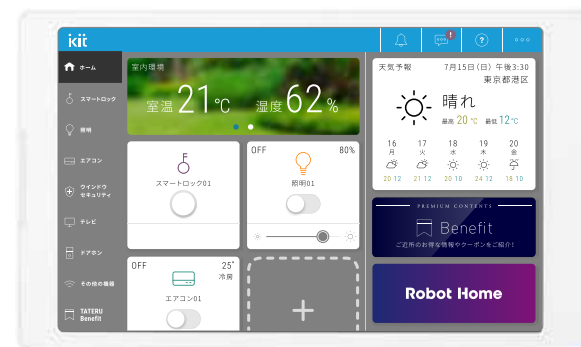 kit
!
?
ホーム
スマートロック
照明
エアコン
ウインドウ
セキュリティ
テレビ
ドアホン
その他の機器
TATERU
Benefit
室内環境
室温 21℃ 湿度 62%
スマートロック01
OFF 80%
照明01
OFF 25°
冷房
エアコン01
天気予報 7月15日(日) 午後3:30
東京都港区
晴れ
最高 20℃ 最低 12℃
16 17 18 19 20
月 火 水 木 金
20 12 21 12 20 10 24 12 18 10
PREMIUM CONTENTS
Benefit
ご近所のお得な情報やクーポンをご紹介!
Robot Home